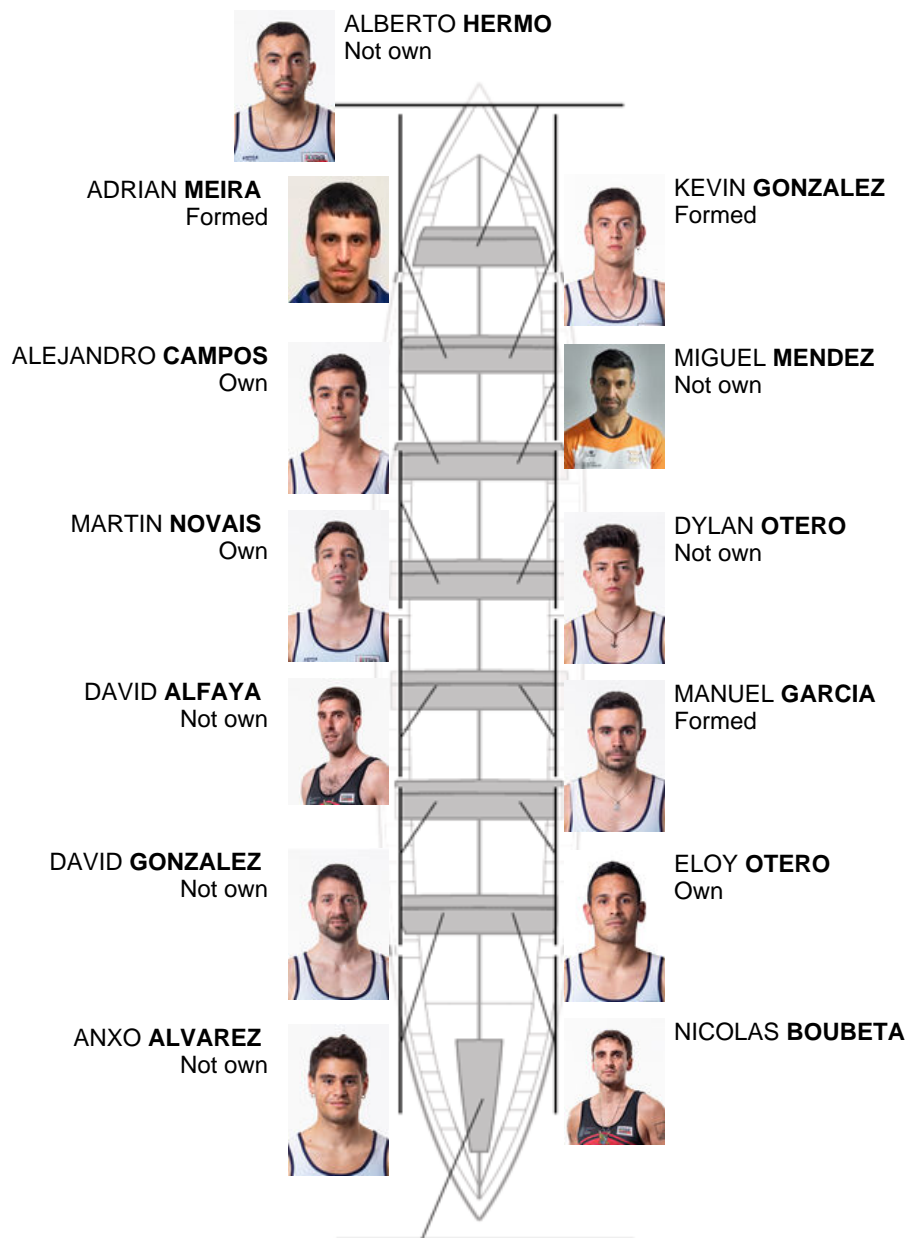 ALBERTO HERMO
Not own
ADRIAN MEIRA
Formed
KEVIN GONZALEZ
Formed
ALEJANDRO CAMPOS
Own
MIGUEL MENDEZ
Not own
MARTIN NOVAIS
Own
DYLAN OTERO
Not own
DAVID ALFAYA
Not own
MANUEL GARCIA
Formed
DAVID GONZALEZ
Not own
ELOY OTERO
Own
ANXO ALVAREZ
Not own
NICOLAS BOUBETA